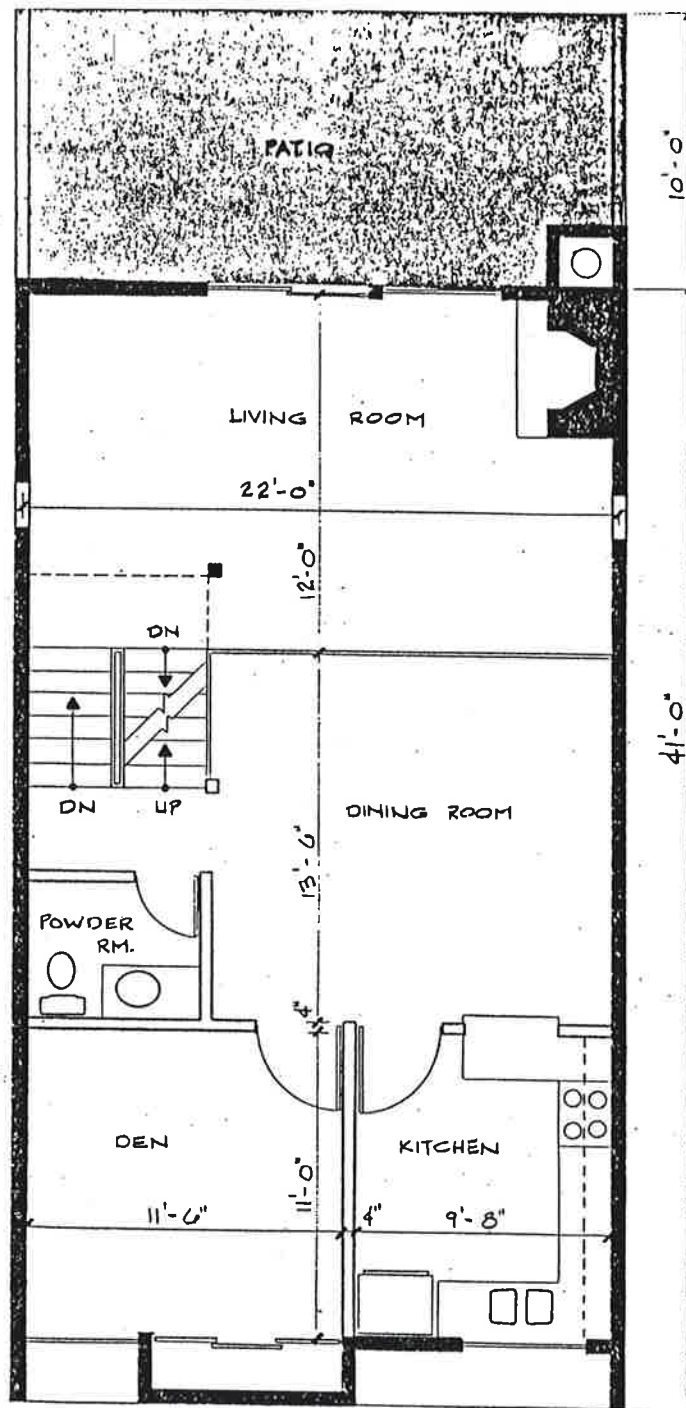 PATIO
10'-0"
LIVING ROOM
22'-0"
12'-0"
DN
41'-0"
DN
UP
DINING ROOM
13'-6"
POWDER
RM.
4"
DEN
KITCHEN
11'-0"
11'-6"
4"
9'-8"